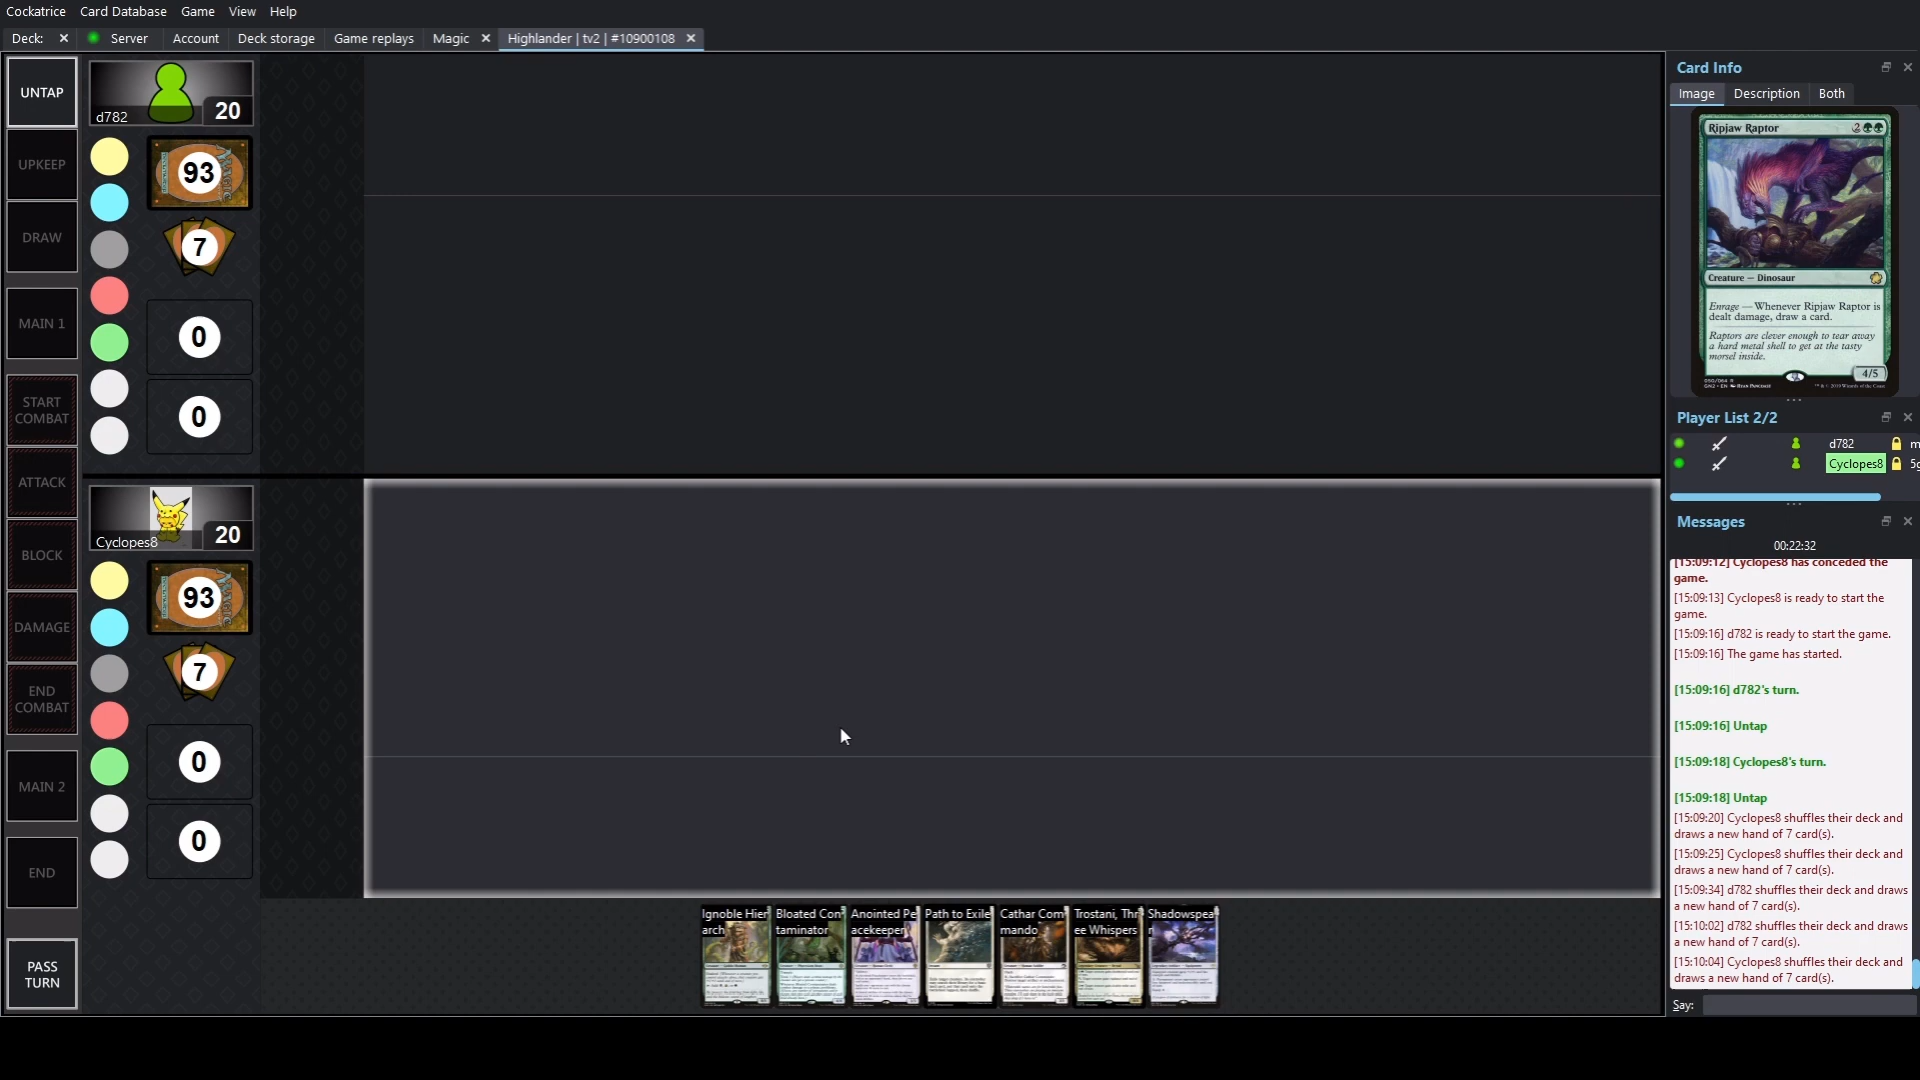 Cockatrice Card Database Game View Help
Deck: Server Account Deck storage Game replays Magic Highlander | tv2 | #10900108
UNTAP
UPKEEP
DRAW
MAIN 1
START
COMBAT
ATTACK
BLOCK
DAMAGE
END
COMBAT
MAIN 2
END
PASS
TURN
d782
20
93
7
0
0
Cyclopes8
20
93
7
0
0
Ignoble Hier
arch
Bloated Con
taminator
Anointed Pe
acekeeper
Path to Exile
Cathar Com
mando
Trostani, Thr
ee Whispers
Shadowspea
Card Info
Image Description Both
Ripjaw Raptor 2
Creature — Dinosaur
Enrage — Whenever Ripjaw Raptor is
dealt damage, draw a card.
Raptors are clever enough to tear away
a hard metal shell to get at the tasty
morsel inside.
4/5
Player List 2/2
d782 m
Cyclopes8 5g
Messages
00:22:32
[15:09:12] Cyclopes8 has conceded the
game.
[15:09:13] Cyclopes8 is ready to start the
game.
[15:09:16] d782 is ready to start the game.
[15:09:16] The game has started.
[15:09:16] d782's turn.
[15:09:16] Untap
[15:09:18] Cyclopes8's turn.
[15:09:18] Untap
[15:09:20] Cyclopes8 shuffles their deck and
draws a new hand of 7 card(s).
[15:09:25] Cyclopes8 shuffles their deck and
draws a new hand of 7 card(s).
[15:09:34] d782 shuffles their deck and draws
a new hand of 7 card(s).
[15:10:02] d782 shuffles their deck and draws
a new hand of 7 card(s).
[15:10:04] Cyclopes8 shuffles their deck and
draws a new hand of 7 card(s).
Say: